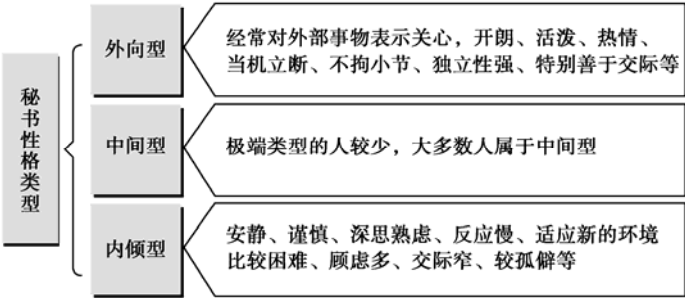 秘书性格类型
外向型
经常对外部事物表示关心，开朗、活泼、热情、
当机立断、不拘小节、独立性强、特别善于交际等
中间型
极端类型的人较少，大多数人属于中间型
内倾型
安静、谨慎、深思熟虑、反应慢、适应新的环境
比较困难、顾虑多、交际窄、较孤僻等